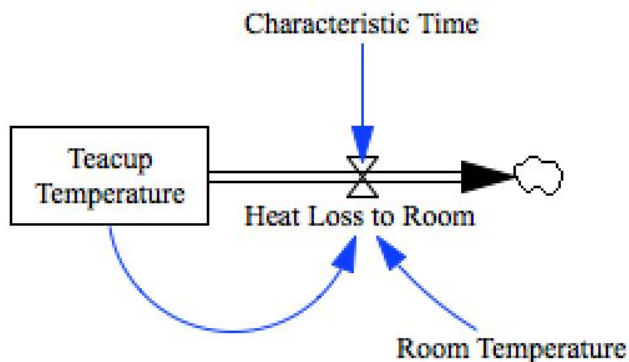 Characteristic Time
Teacup
Temperature
Heat Loss to Room
Room Temperature